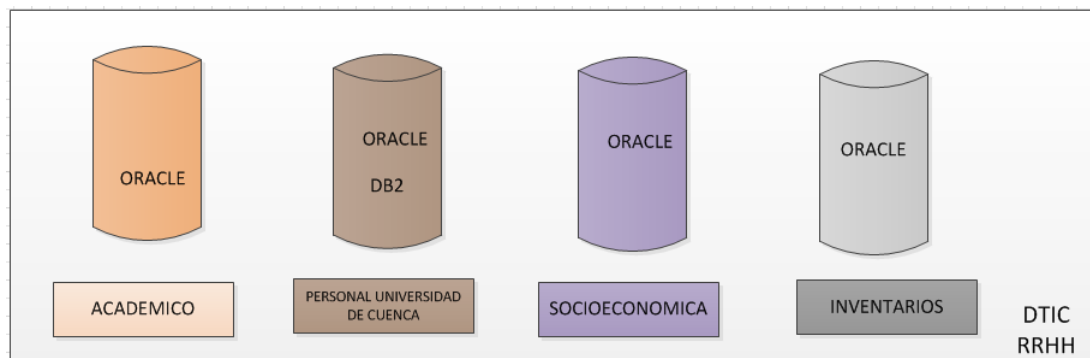 ORACLE
ORACLE
DB2
ORACLE
ORACLE
ACADEMICO
PERSONAL UNIVERSIDAD
DE CUENCA
SOCIOECONOMICA
INVENTARIOS
DTIC
RRHH